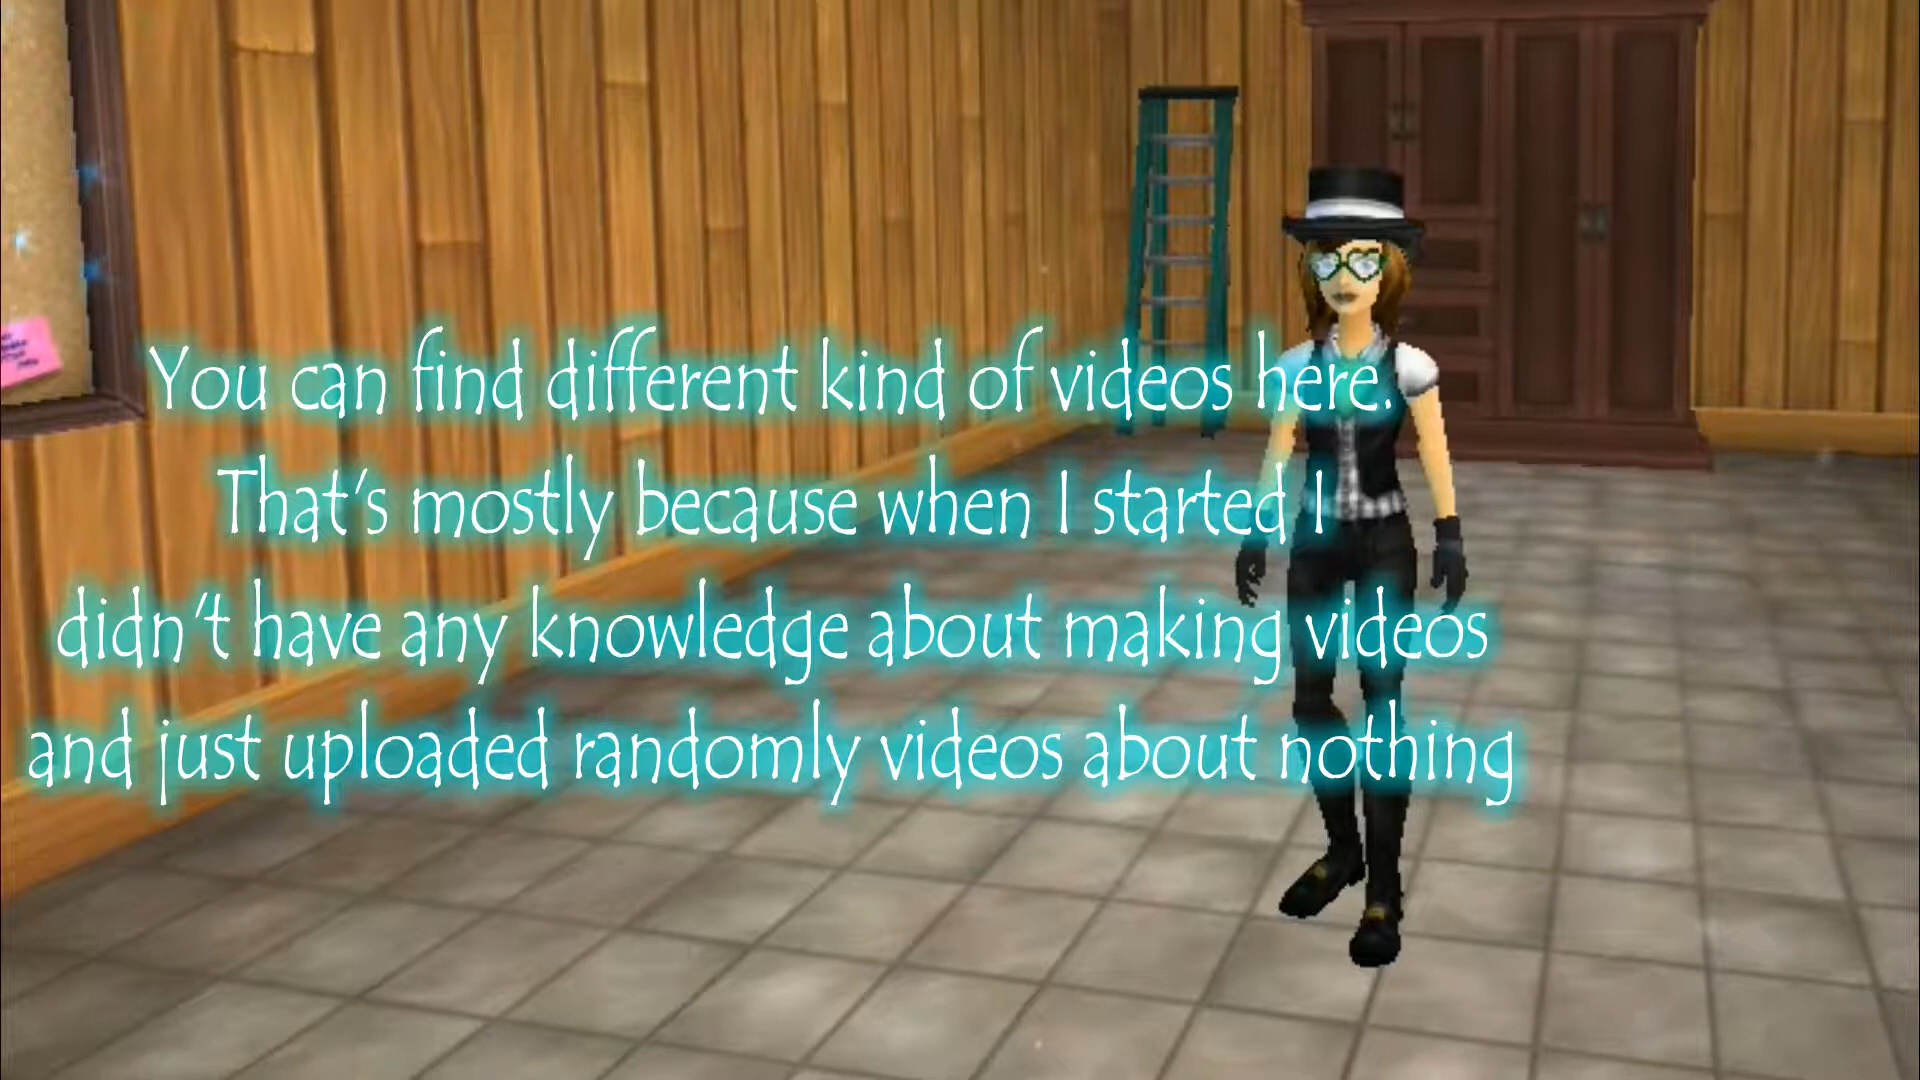 You can find different kind of videos here.
That's mostly because when I started I
didn't have any knowledge about making videos
and just uploaded randomly videos about nothing